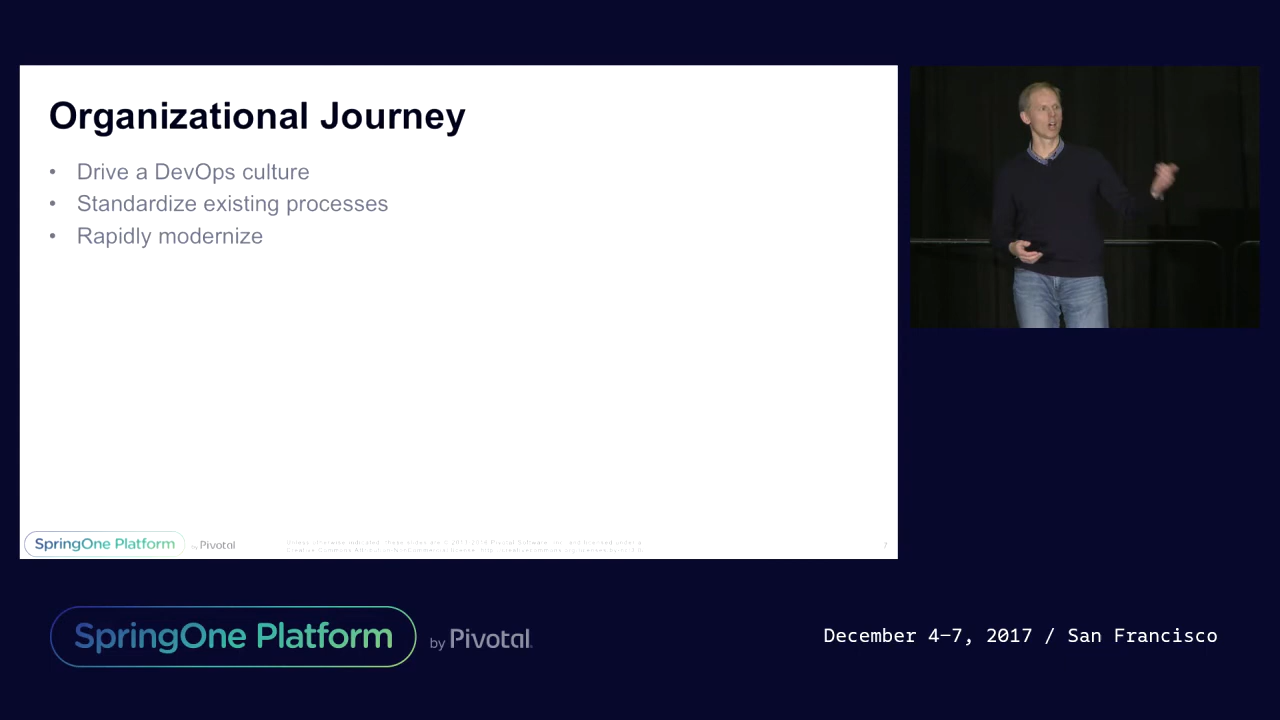 Organizational Journey
• Drive a DevOps culture
• Standardize existing processes
• Rapidly modernize
SpringOne Platform by Pivotal
7
SpringOne Platform by Pivotal
December 4–7, 2017 / San Francisco